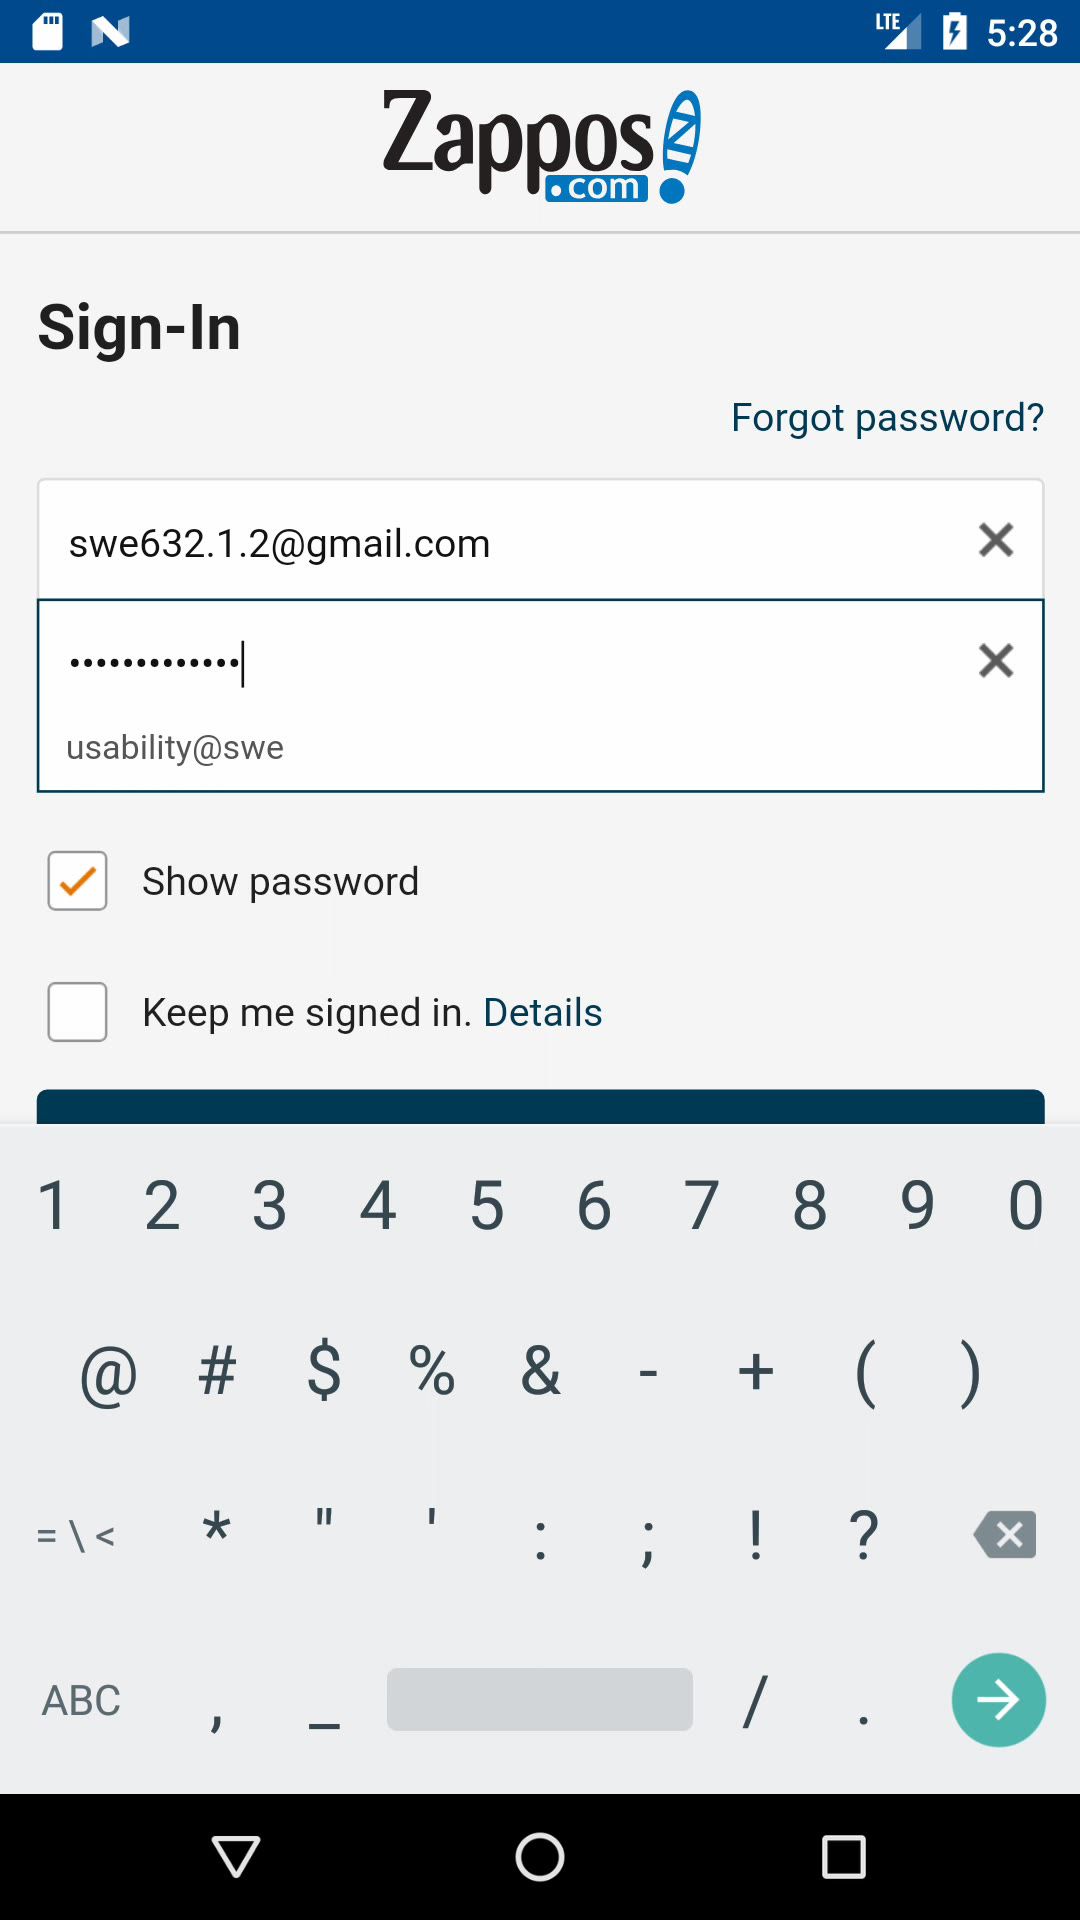 LTE 5:28
Zappos
.com
Sign-In
Forgot password?
swe632.1.2@gmail.com
•••••••••••••
usability@swe
Show password
Keep me signed in. Details
1 2 3 4 5 6 7 8 9 0
@ # $ % & - + ( )
= \ < * " ' : ; ! ?
ABC , _ / .